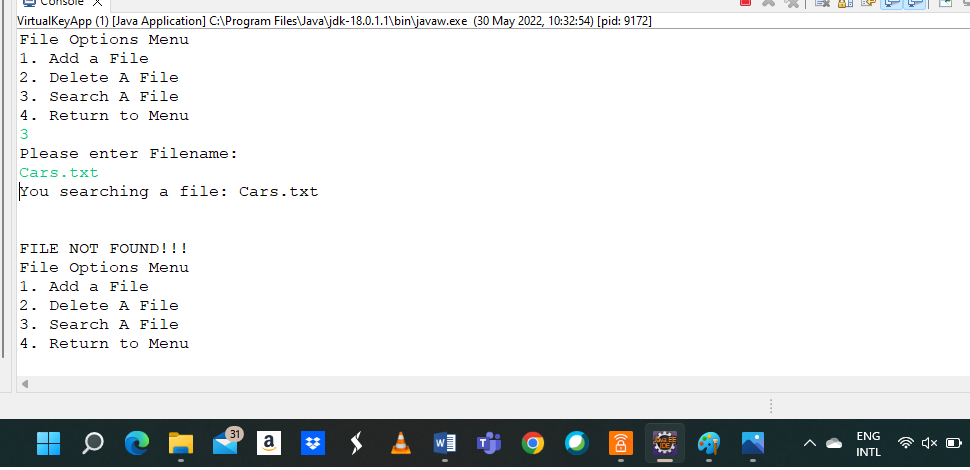 Console
VirtualKeyApp (1) [Java Application] C:\Program Files\Java\jdk-18.0.1.1\bin\javaw.exe (30 May 2022, 10:32:54) [pid: 9172]
File Options Menu
1. Add a File
2. Delete A File
3. Search A File
4. Return to Menu
3
Please enter Filename:
Cars.txt
You searching a file: Cars.txt
FILE NOT FOUND!!!
File Options Menu
1. Add a File
2. Delete A File
3. Search A File
4. Return to Menu
31
a
W
T
JAVA EE
IDE
ENG
INTL